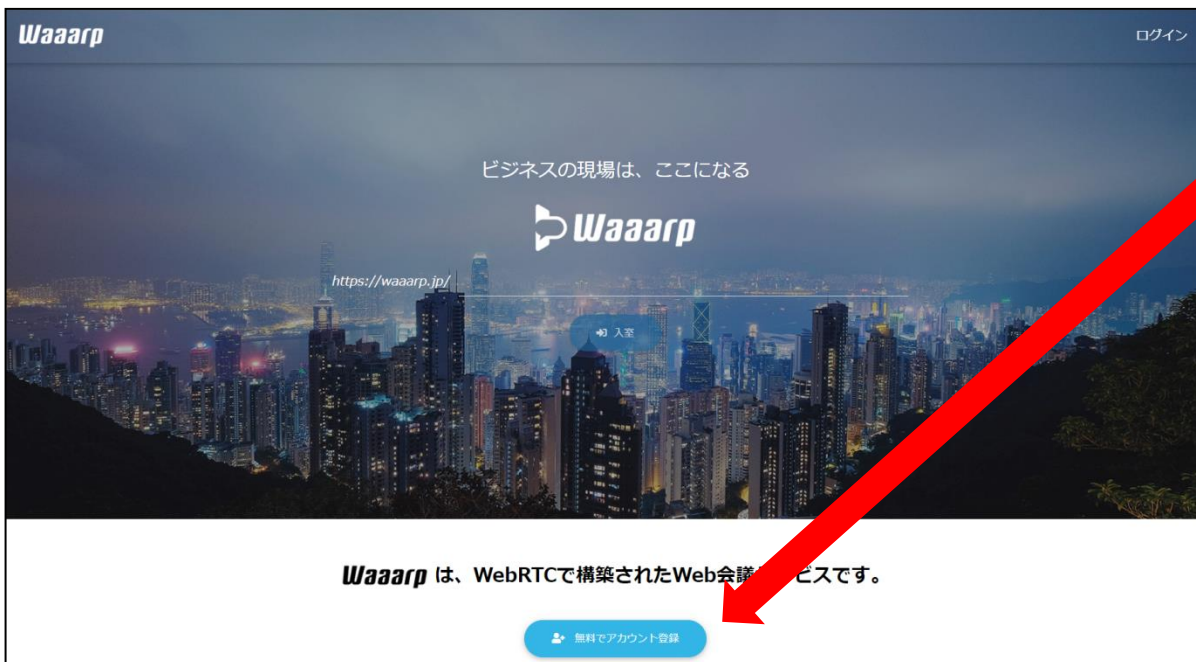 Waaarp
ログイン
ビジネスの現場は、ここになる
Waaarp
https://waaarp.jp/
入室
Waaarp は、WebRTCで構築されたWeb会議 ビスです。
無料でアカウント登録